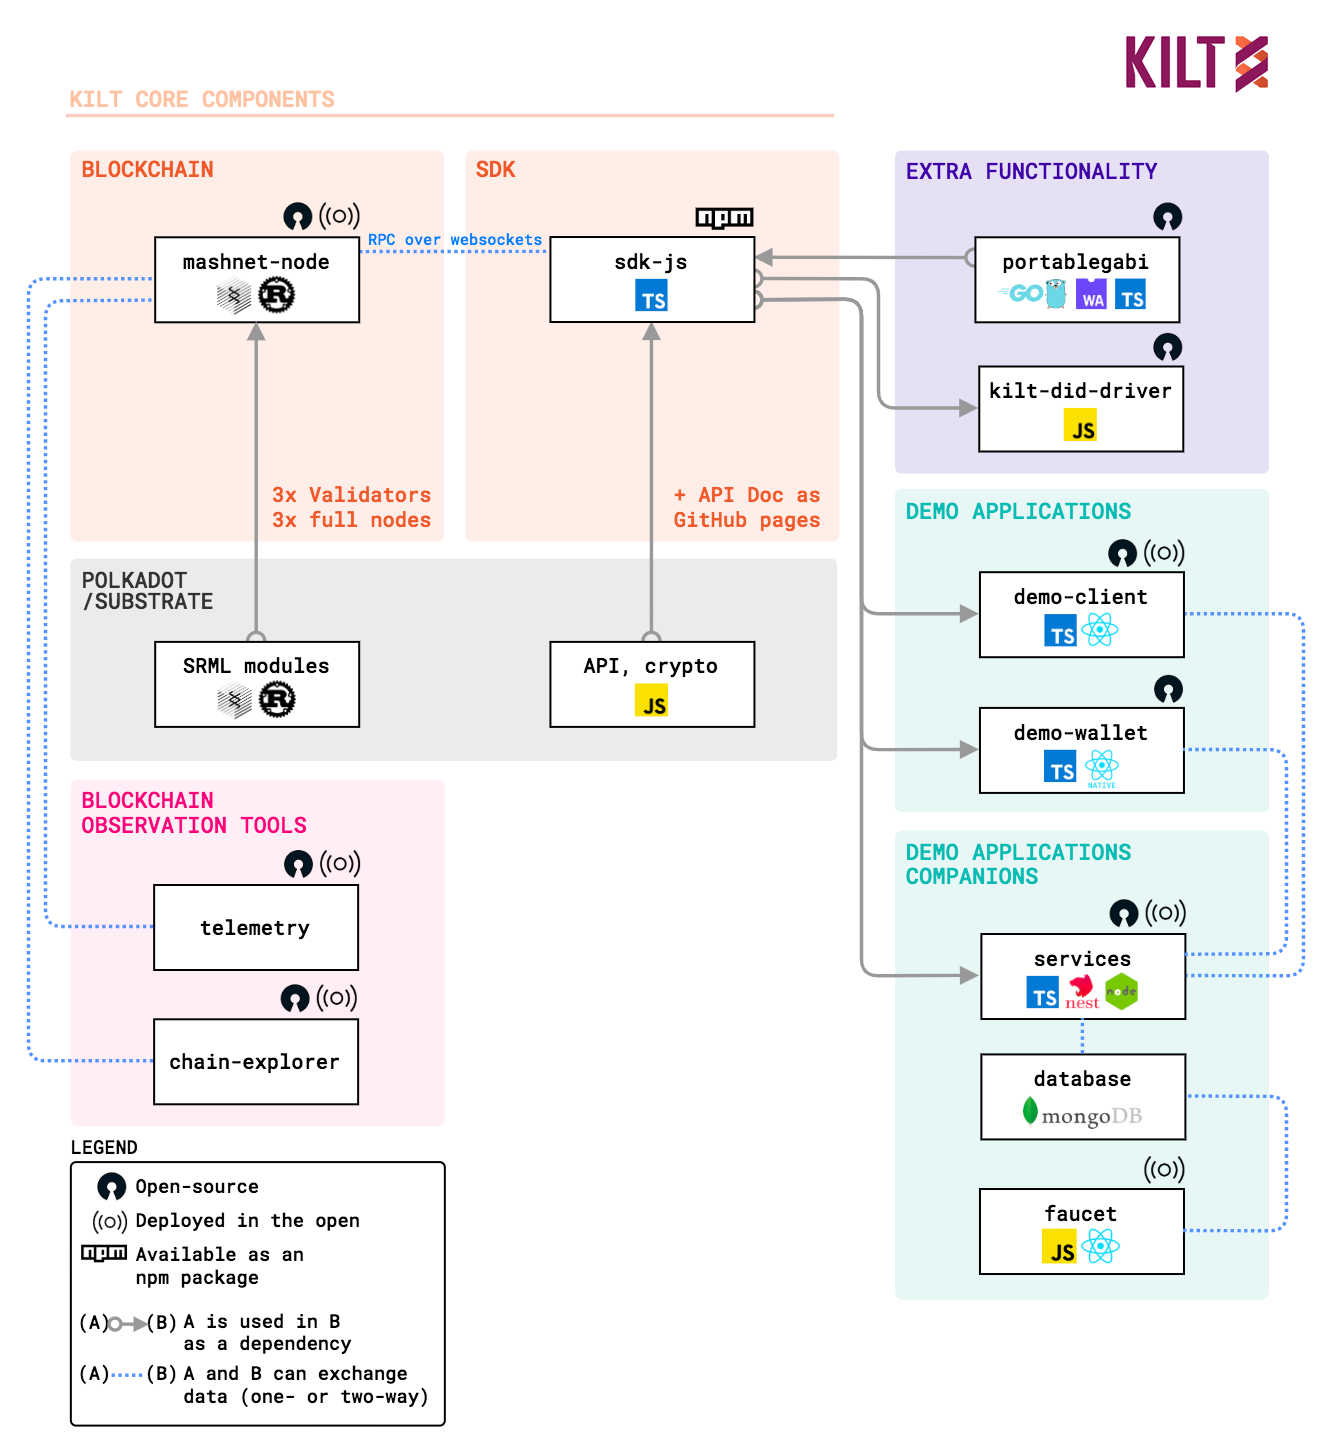 KILT
KILT CORE COMPONENTS
BLOCKCHAIN
mashnet-node
RPC over websockets
3x Validators
3x full nodes
SDK
npm
sdk-js
TS
+ API Doc as
GitHub pages
EXTRA FUNCTIONALITY
portablegabi
GO
WA
TS
kilt-did-driver
JS
POLKADOT
/SUBSTRATE
SRML modules
API, crypto
JS
DEMO APPLICATIONS
demo-client
TS
demo-wallet
TS
NATIVE
BLOCKCHAIN
OBSERVATION TOOLS
telemetry
chain-explorer
DEMO APPLICATIONS
COMPANIONS
services
TS
nest
node
database
mongoDB
faucet
JS
LEGEND
Open-source
Deployed in the open
npm
Available as an
npm package
(A) (B) A is used in B
as a dependency
(A) (B) A and B can exchange
data (one- or two-way)